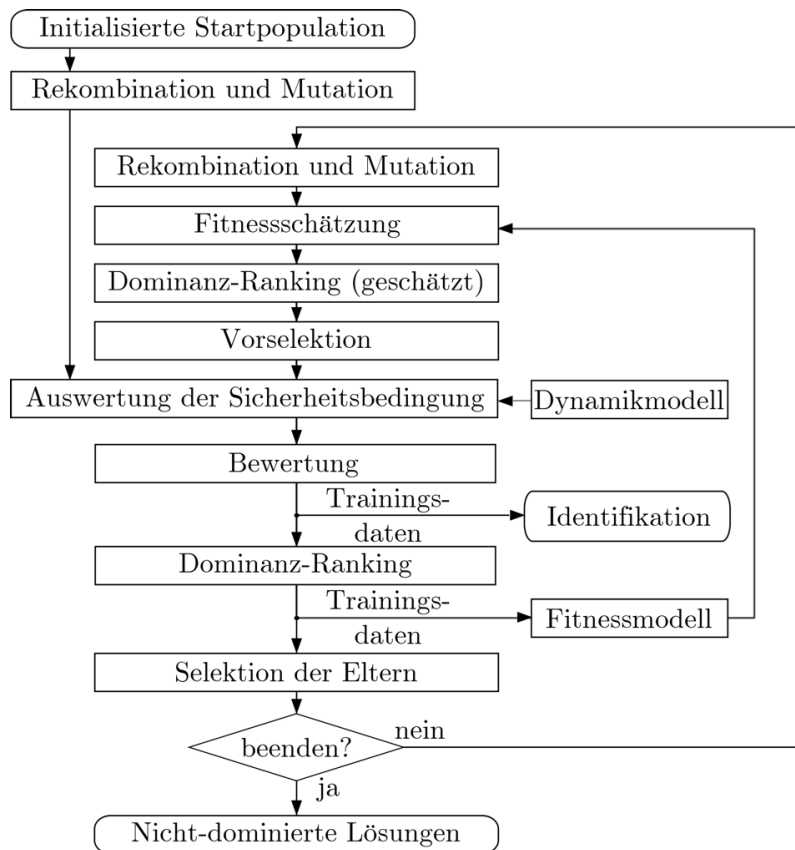 Initialisierte Startpopulation
Rekombination und Mutation
Rekombination und Mutation
Fitnessschätzung
Dominanz-Ranking (geschätzt)
Vorselektion
Auswertung der Sicherheitsbedingung
Dynamikmodell
Bewertung
Trainings-
daten
Identifikation
Dominanz-Ranking
Trainings-
daten
Fitnessmodell
Selektion der Eltern
beenden?
nein
ja
Nicht-dominierte Lösungen